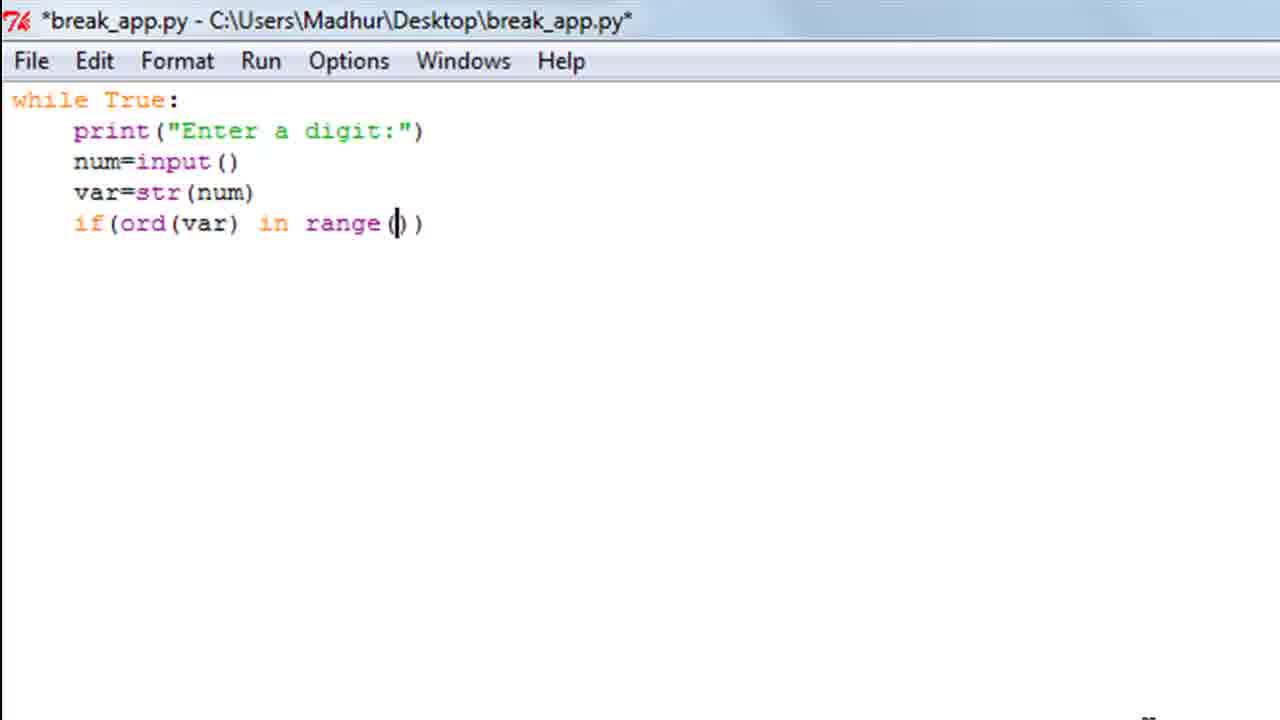 *break_app.py - C:\Users\Madhur\Desktop\break_app.py*
File Edit Format Run Options Windows Help
while True:
    print("Enter a digit:")
    num=input()
    var=str(num)
    if(ord(var) in range())